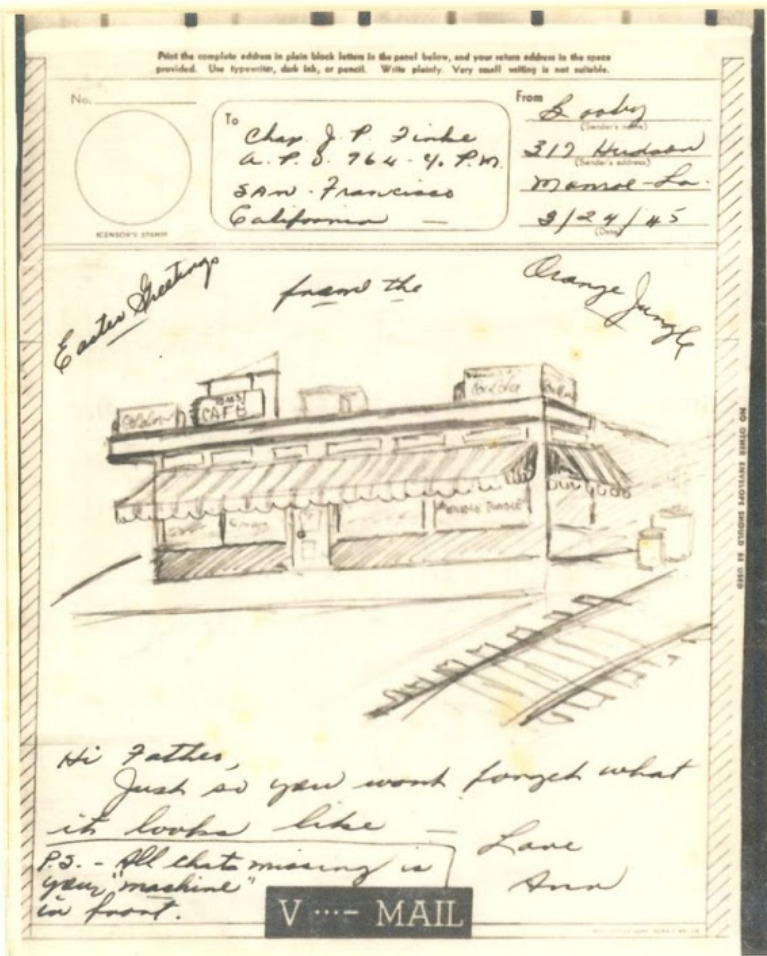 Print the complete address in plain block letters in the panel below, and your return address in the space
provided. Use typewriter, dark ink, or pencil. Write plainly. Very small writing is not suitable.
No.
(CENSOR'S STAMP)
To
Chap. J. P. Finke
A. P. O. 964 - % P.M.
SAN - Francisco
California —
From
(Sender's name)
317 Hudson
(Sender's address)
Monroe - La.
3/24/45
(Date)
Easter Greetings
from the
Orange Jungle
CAFE
Coca Cola
NO OTHER ENVELOPE SHOULD BE USED
Hi Father,
Just so you wont forget what
it looks like —
Love
Ann
P.S. - All thats missing is
your "machine"
in front.
V ···– MAIL